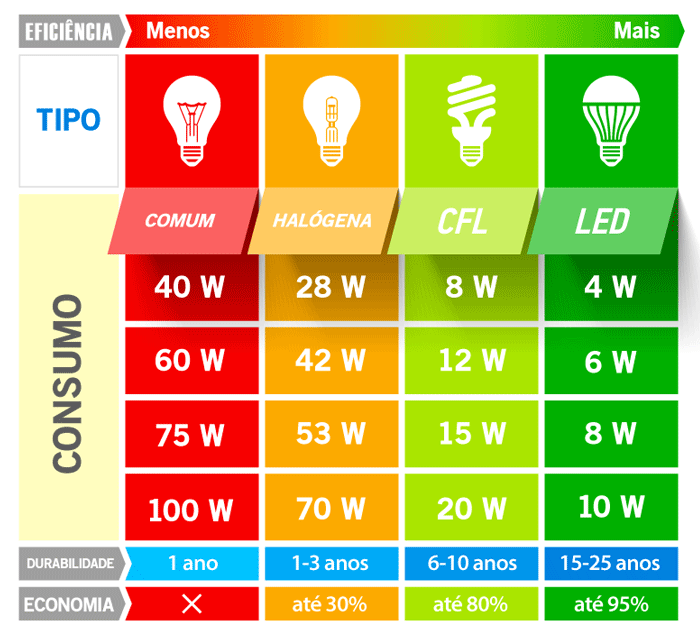 EFICIÊNCIA Menos Mais
TIPO
COMUM HALÓGENA CFL LED
CONSUMO
40 W 28 W 8 W 4 W
60 W 42 W 12 W 6 W
75 W 53 W 15 W 8 W
100 W 70 W 20 W 10 W
DURABILIDADE 1 ano 1-3 anos 6-10 anos 15-25 anos
ECONOMIA até 30% até 80% até 95%